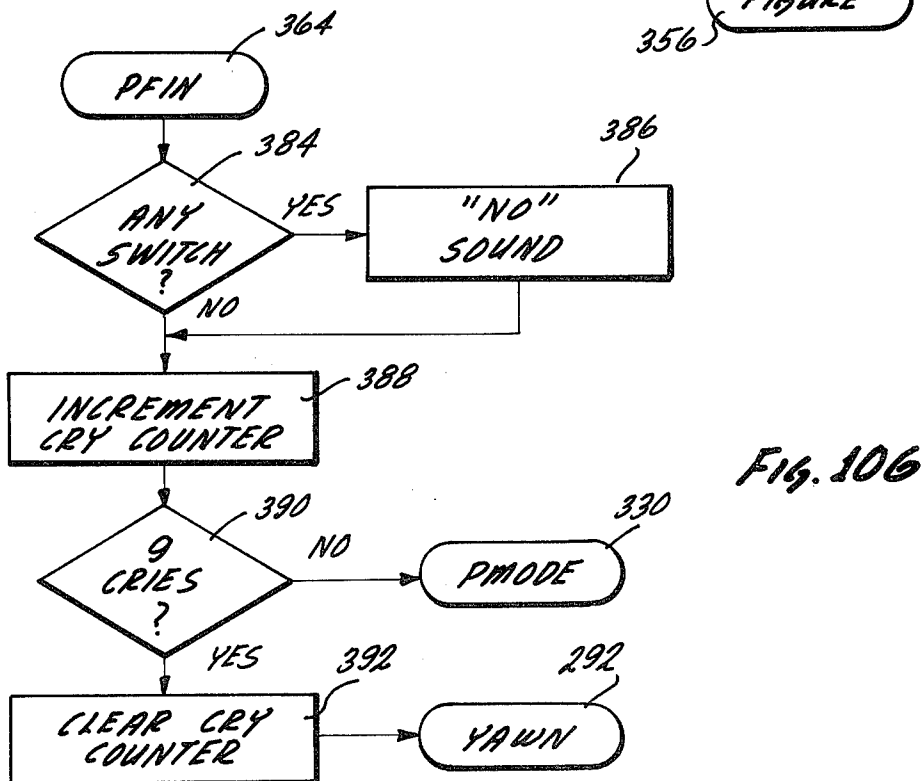 FIGURE
356
364
PFIN
384
386
ANY
SWITCH
?
YES
"NO"
SOUND
NO
388
INCREMENT
CRY COUNTER
390
9
CRIES
?
NO
330
PMODE
YES
392
CLEAR CRY
COUNTER
292
YAWN
FIG. 10G